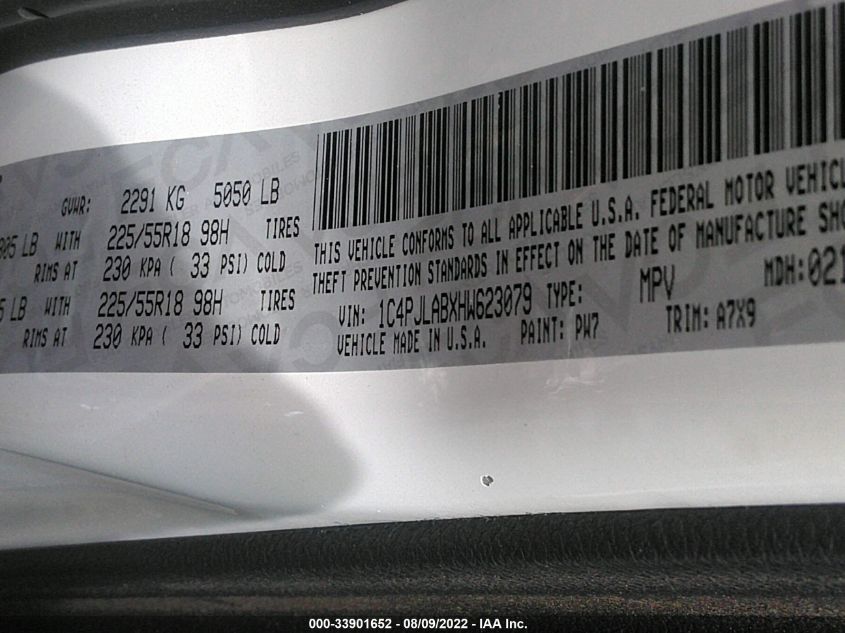 GVWR: 2291 KG 5050 LB
LB WITH 225/55R18 98H TIRES
RIMS AT 230 KPA ( 33 PSI) COLD
LB WITH 225/55R18 98H TIRES
RIMS AT 230 KPA ( 33 PSI) COLD
THIS VEHICLE CONFORMS TO ALL APPLICABLE U.S.A. FEDERAL MOTOR VEHICL
THEFT PREVENTION STANDARDS IN EFFECT ON THE DATE OF MANUFACTURE SHO
VIN: 1C4PJLABXHW623079 TYPE: MPV MDH:021
VEHICLE MADE IN U.S.A. PAINT: PW7 TRIM: A7X9
000-33901652 - 08/09/2022 - IAA Inc.